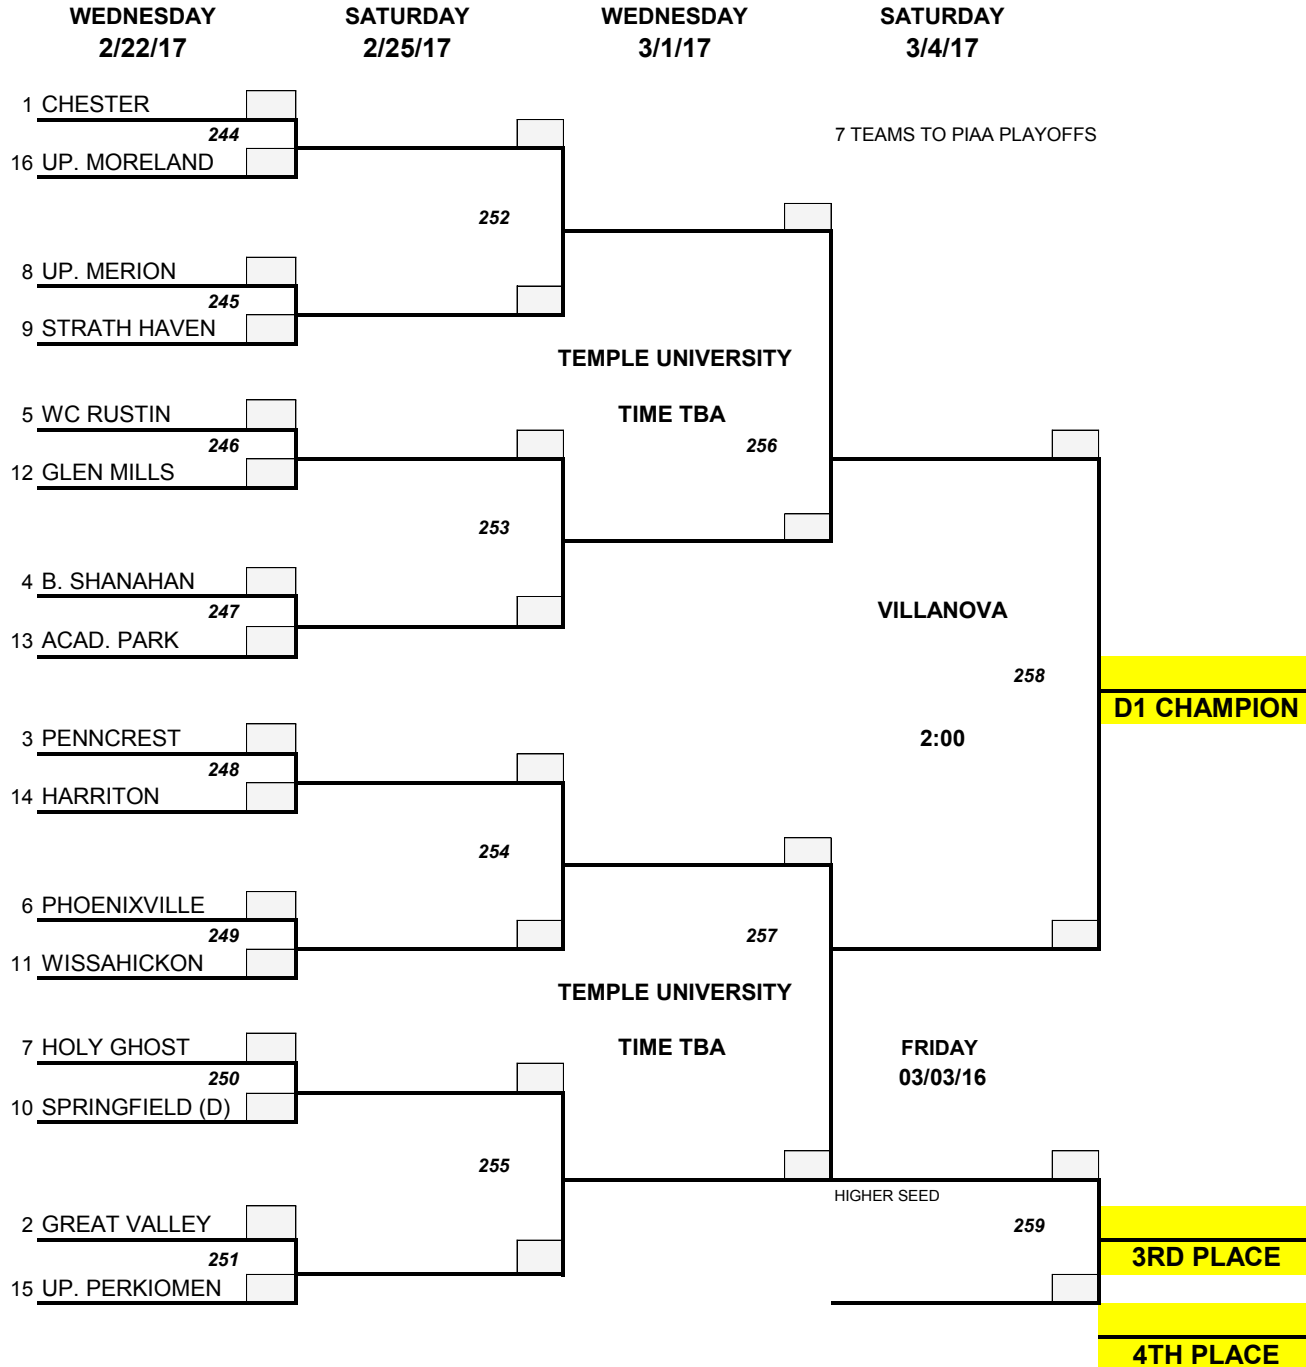 WEDNESDAY SATURDAY WEDNESDAY SATURDAY
2/22/17 2/25/17 3/1/17 3/4/17
1 CHESTER
244
7 TEAMS TO PIAA PLAYOFFS
16 UP. MORELAND
252
8 UP. MERION
245
9 STRATH HAVEN
TEMPLE UNIVERSITY
5 WC RUSTIN
TIME TBA
246
256
12 GLEN MILLS
253
4 B. SHANAHAN
247
VILLANOVA
13 ACAD. PARK
258
D1 CHAMPION
3 PENNCREST
2:00
248
14 HARRITON
254
6 PHOENIXVILLE
249
257
11 WISSAHICKON
TEMPLE UNIVERSITY
7 HOLY GHOST
TIME TBA
FRIDAY
250
03/03/16
10 SPRINGFIELD (D)
255
HIGHER SEED
2 GREAT VALLEY
259
251
3RD PLACE
15 UP. PERKIOMEN
4TH PLACE